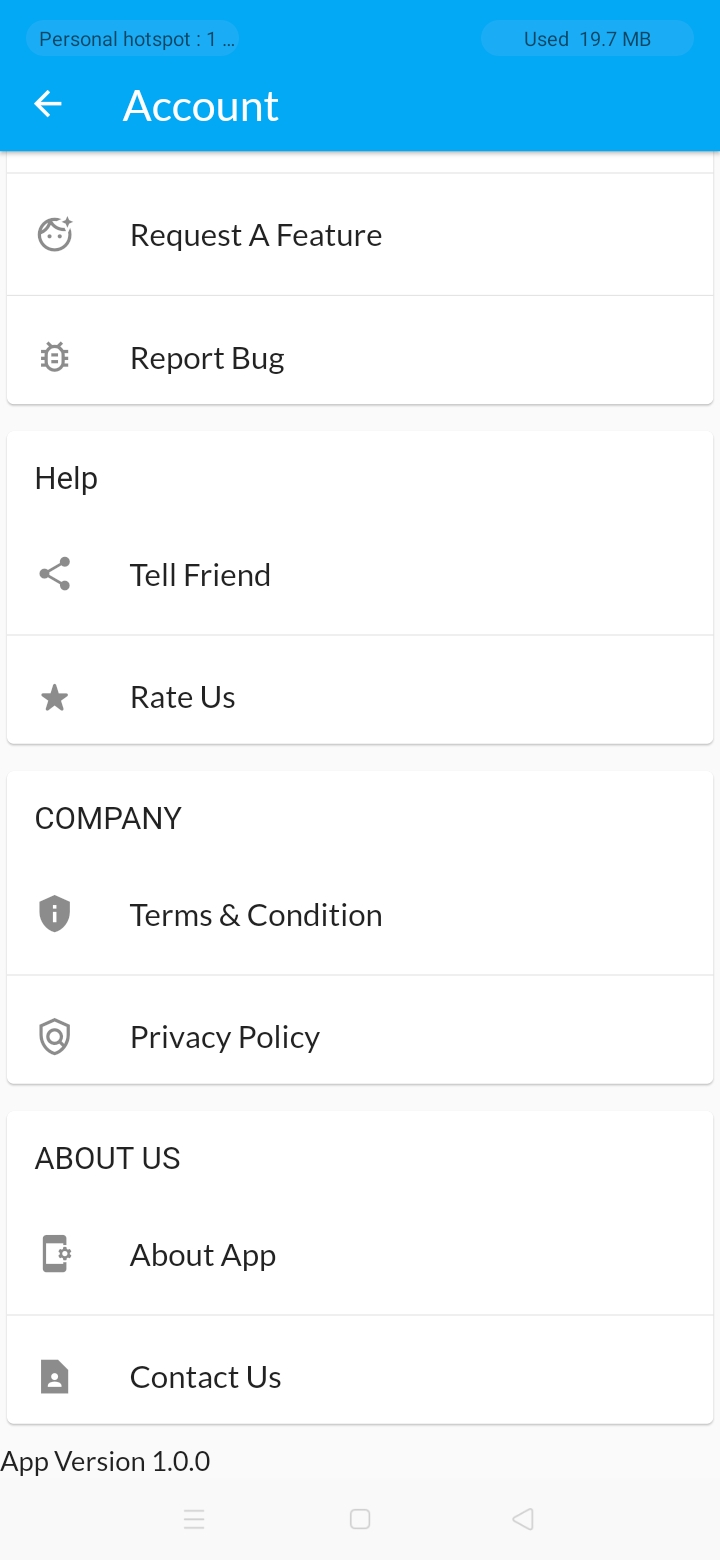 Personal hotspot : 1 ...
Used 19.7 MB
Account
Request A Feature
Report Bug
Help
Tell Friend
Rate Us
COMPANY
Terms & Condition
Privacy Policy
ABOUT US
About App
Contact Us
App Version 1.0.0